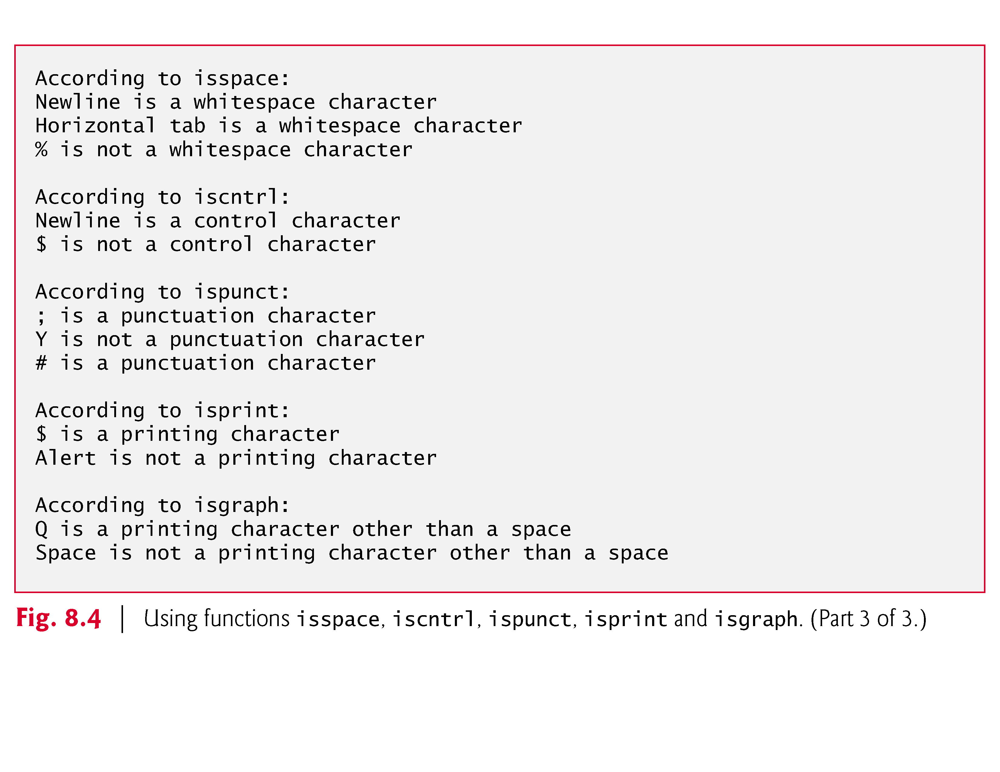 According to isspace:
Newline is a whitespace character
Horizontal tab is a whitespace character
% is not a whitespace character
According to iscntrl:
Newline is a control character
$ is not a control character
According to ispunct:
; is a punctuation character
Y is not a punctuation character
# is a punctuation character
According to isprint:
$ is a printing character
Alert is not a printing character
According to isgraph:
Q is a printing character other than a space
Space is not a printing character other than a space
Fig. 8.4 | Using functions isspace, iscntrl, ispunct, isprint and isgraph. (Part 3 of 3.)